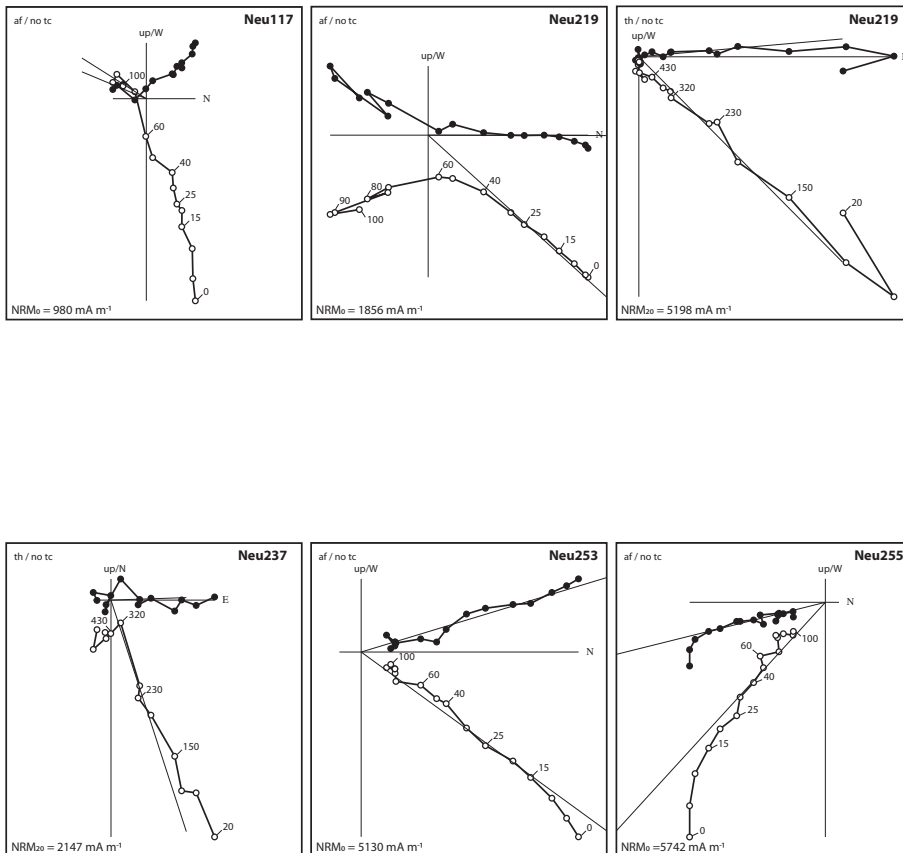 af / no tc Neu117
up/W
100
N
60
40
25
15
0
NRM₀ = 980 mA m⁻¹
af / no tc Neu219
up/W
N
60
80
40
90
100
25
15
0
NRM₀ = 1856 mA m⁻¹
th / no tc Neu219
up/W
430
320
230
150
20
NRM₂₀ = 5198 mA m⁻¹
th / no tc Neu237
up/N
E
430
320
230
150
20
NRM₂₀ = 2147 mA m⁻¹
af / no tc Neu253
up/W
N
100
60
40
25
15
0
NRM₀ = 5130 mA m⁻¹
af / no tc Neu255
up/W
N
100
60
40
25
15
0
NRM₀ =5742 mA m⁻¹